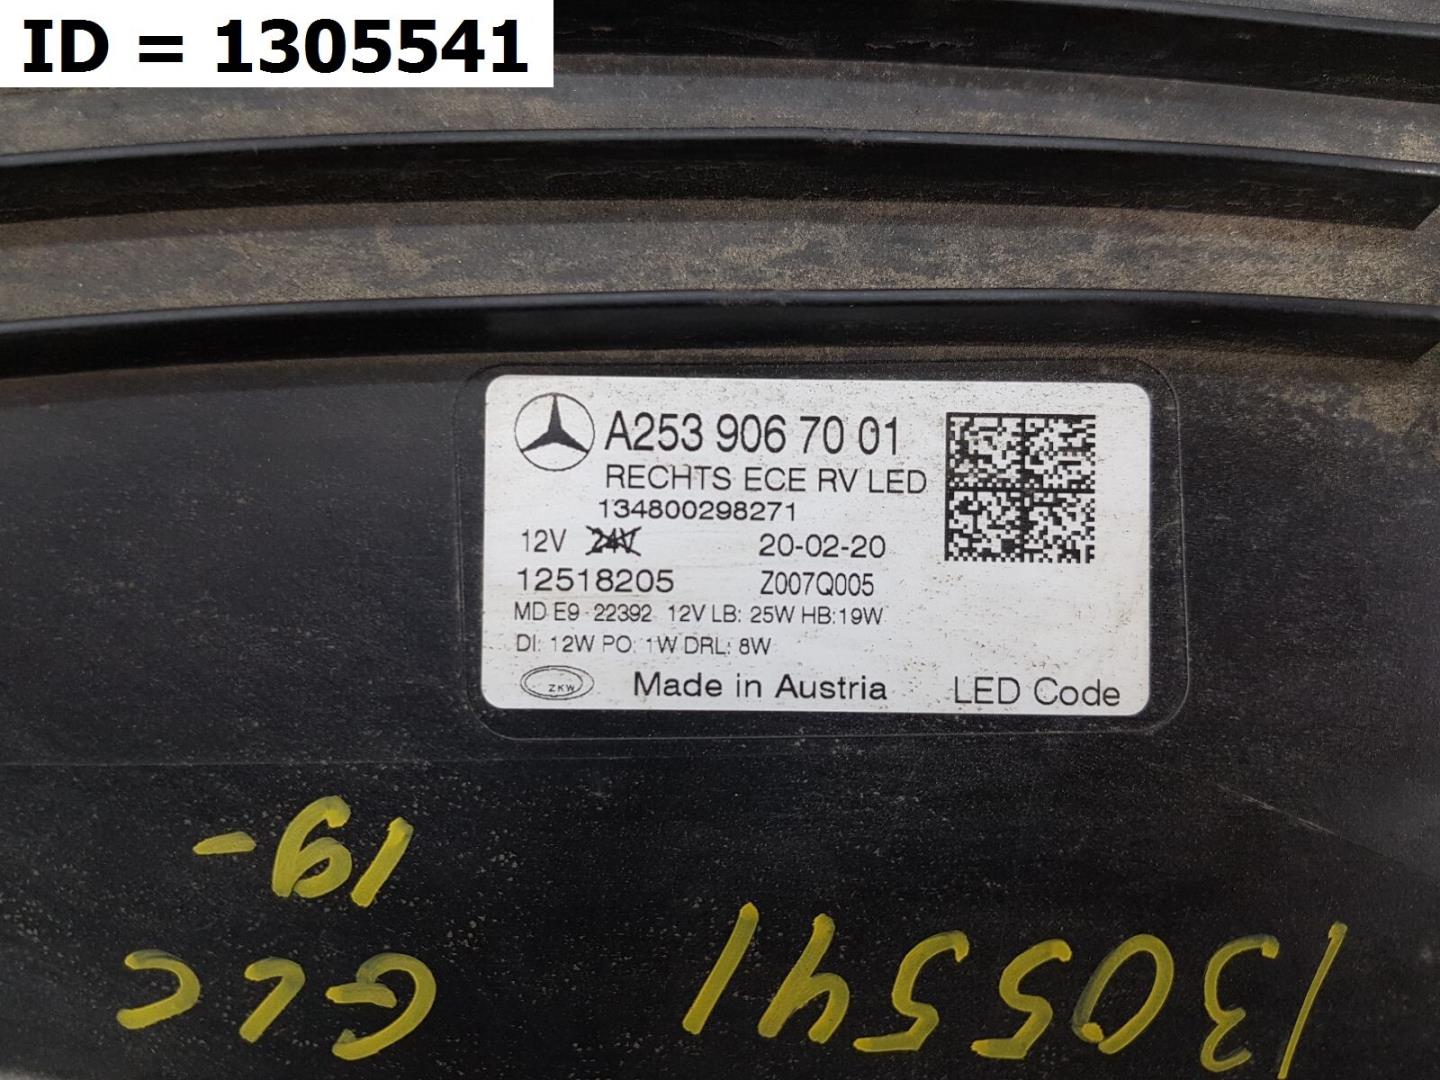 ID = 1305541
A253 906 70 01
RECHTS ECE RV LED
134800298271
12V 24V 20-02-20
12518205 Z007Q005
MD E9 22392 12V LB: 25W HB:19W
DI: 12W PO: 1W DRL: 8W
ZKW Made in Austria LED Code
1305541
GLC
19-